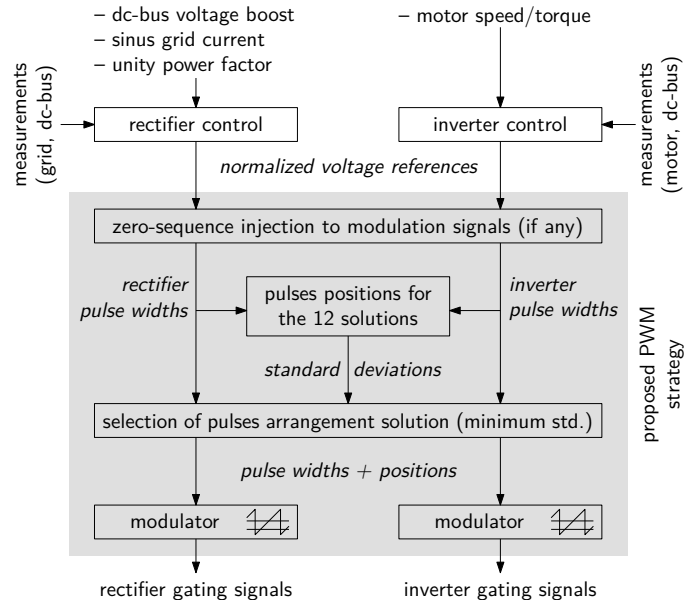 – dc-bus voltage boost
– sinus grid current
– unity power factor
– motor speed/torque
measurements
(grid, dc-bus)
rectifier control
inverter control
measurements
(motor, dc-bus)
normalized voltage references
zero-sequence injection to modulation signals (if any)
rectifier
pulse widths
pulses positions for
the 12 solutions
inverter
pulse widths
standard deviations
proposed PWM
strategy
selection of pulses arrangement solution (minimum std.)
pulse widths + positions
modulator
modulator
rectifier gating signals
inverter gating signals